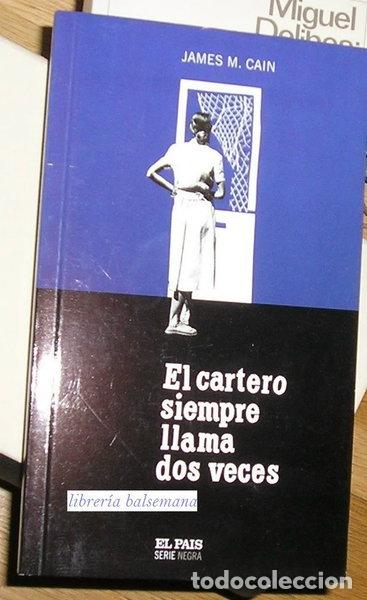 Miguel
Delibes:
JAMES M. CAIN
El cartero
siempre
llama
dos veces
librería balsemana
EL PAIS
SERIE NEGRA
todocoleccion